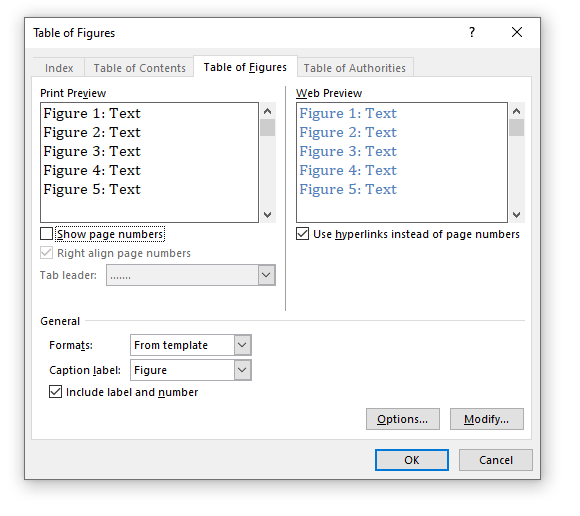 Table of Figures
?
Index
Table of Contents
Table of Figures
Table of Authorities
Print Preview
Figure 1: Text
Figure 2: Text
Figure 3: Text
Figure 4: Text
Figure 5: Text
Show page numbers
Right align page numbers
Tab leader: .......
Web Preview
Figure 1: Text
Figure 2: Text
Figure 3: Text
Figure 4: Text
Figure 5: Text
Use hyperlinks instead of page numbers
General
Formats: From template
Caption label: Figure
Include label and number
Options...
Modify...
OK
Cancel